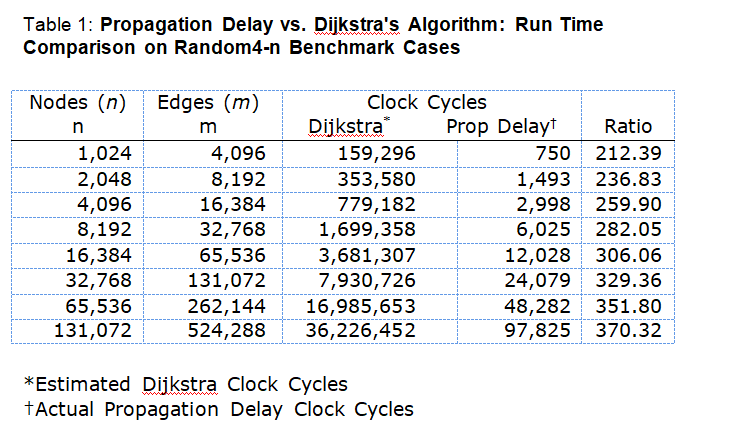 Table 1: Propagation Delay vs. Dijkstra's Algorithm: Run Time
Comparison on Random4-n Benchmark Cases
Nodes (n) Edges (m) Clock Cycles
n m Dijkstra* Prop Delay† Ratio
1,024 4,096 159,296 750 212.39
2,048 8,192 353,580 1,493 236.83
4,096 16,384 779,182 2,998 259.90
8,192 32,768 1,699,358 6,025 282.05
16,384 65,536 3,681,307 12,028 306.06
32,768 131,072 7,930,726 24,079 329.36
65,536 262,144 16,985,653 48,282 351.80
131,072 524,288 36,226,452 97,825 370.32
*Estimated Dijkstra Clock Cycles
†Actual Propagation Delay Clock Cycles